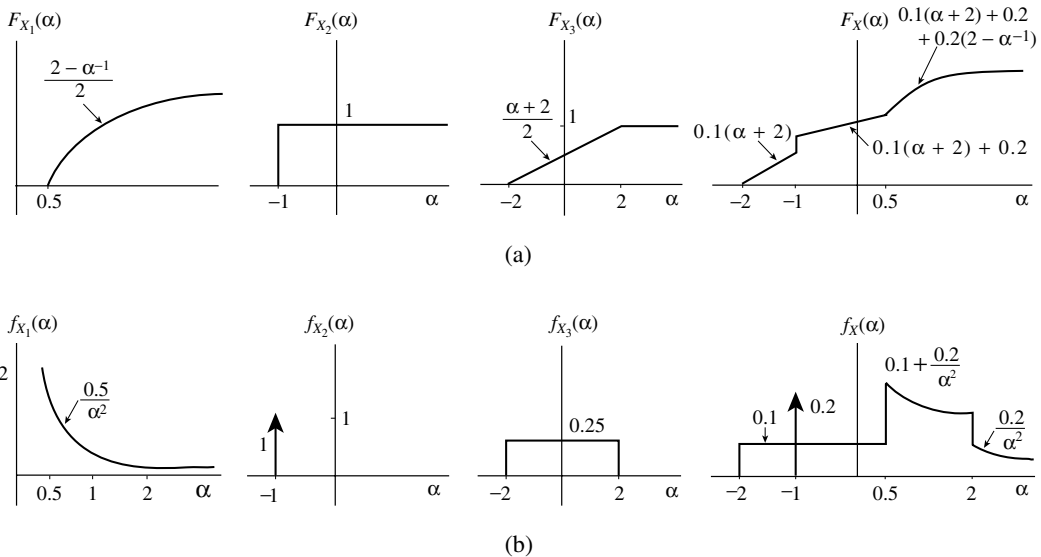 F_{X_1}(α)
2 – α⁻¹
2
0.5
F_{X_2}(α)
1
–1
α
F_{X_3}(α)
α + 2
2
1
–2
2
α
F_X(α)
0.1(α + 2) + 0.2
+ 0.2(2 – α⁻¹)
0.1(α + 2)
0.1(α + 2) + 0.2
–2
–1
0.5
α
(a)
f_{X_1}(α)
2
0.5
α²
0.5
1
2
α
f_{X_2}(α)
1
1
–1
α
f_{X_3}(α)
0.25
–2
2
α
f_X(α)
0.1 + 0.2
α²
0.1
0.2
0.2
α²
–2
–1
0.5
2
α
(b)